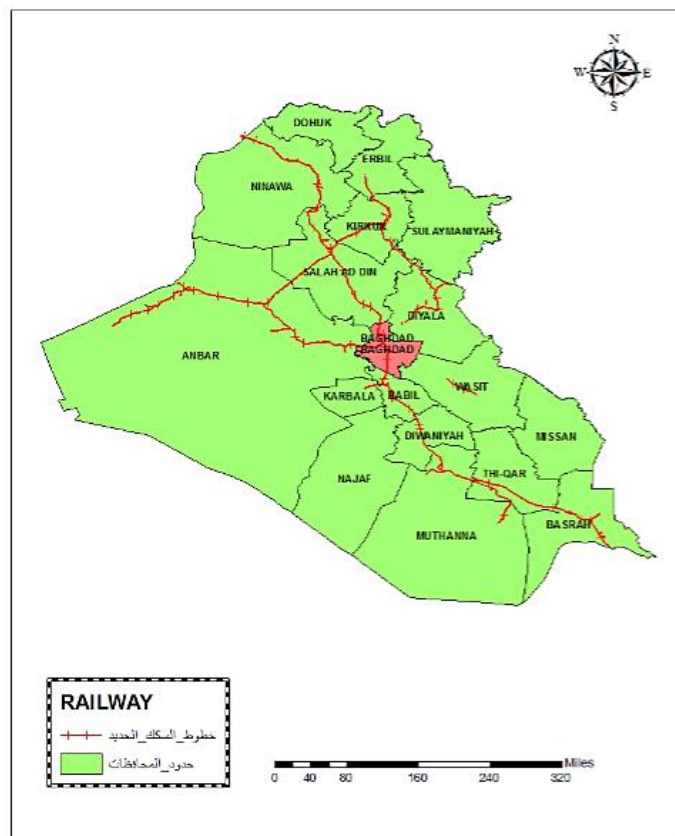 N
W E
S
DOHUK
ERBIL
NINAWA
KIRKUK
SULAYMANIYAH
SALAH AD DIN
DIYALA
BAGHDAD
BAGHDAD
ANBAR
WASIT
KARBALA
BABIL
DIWANIYAH
MISSAN
THI-QAR
NAJAF
BASRAH
MUTHANNA
RAILWAY
خطوط_السكك_الحديد
حدود_المحافظات
Miles
0 40 80 160 240 320